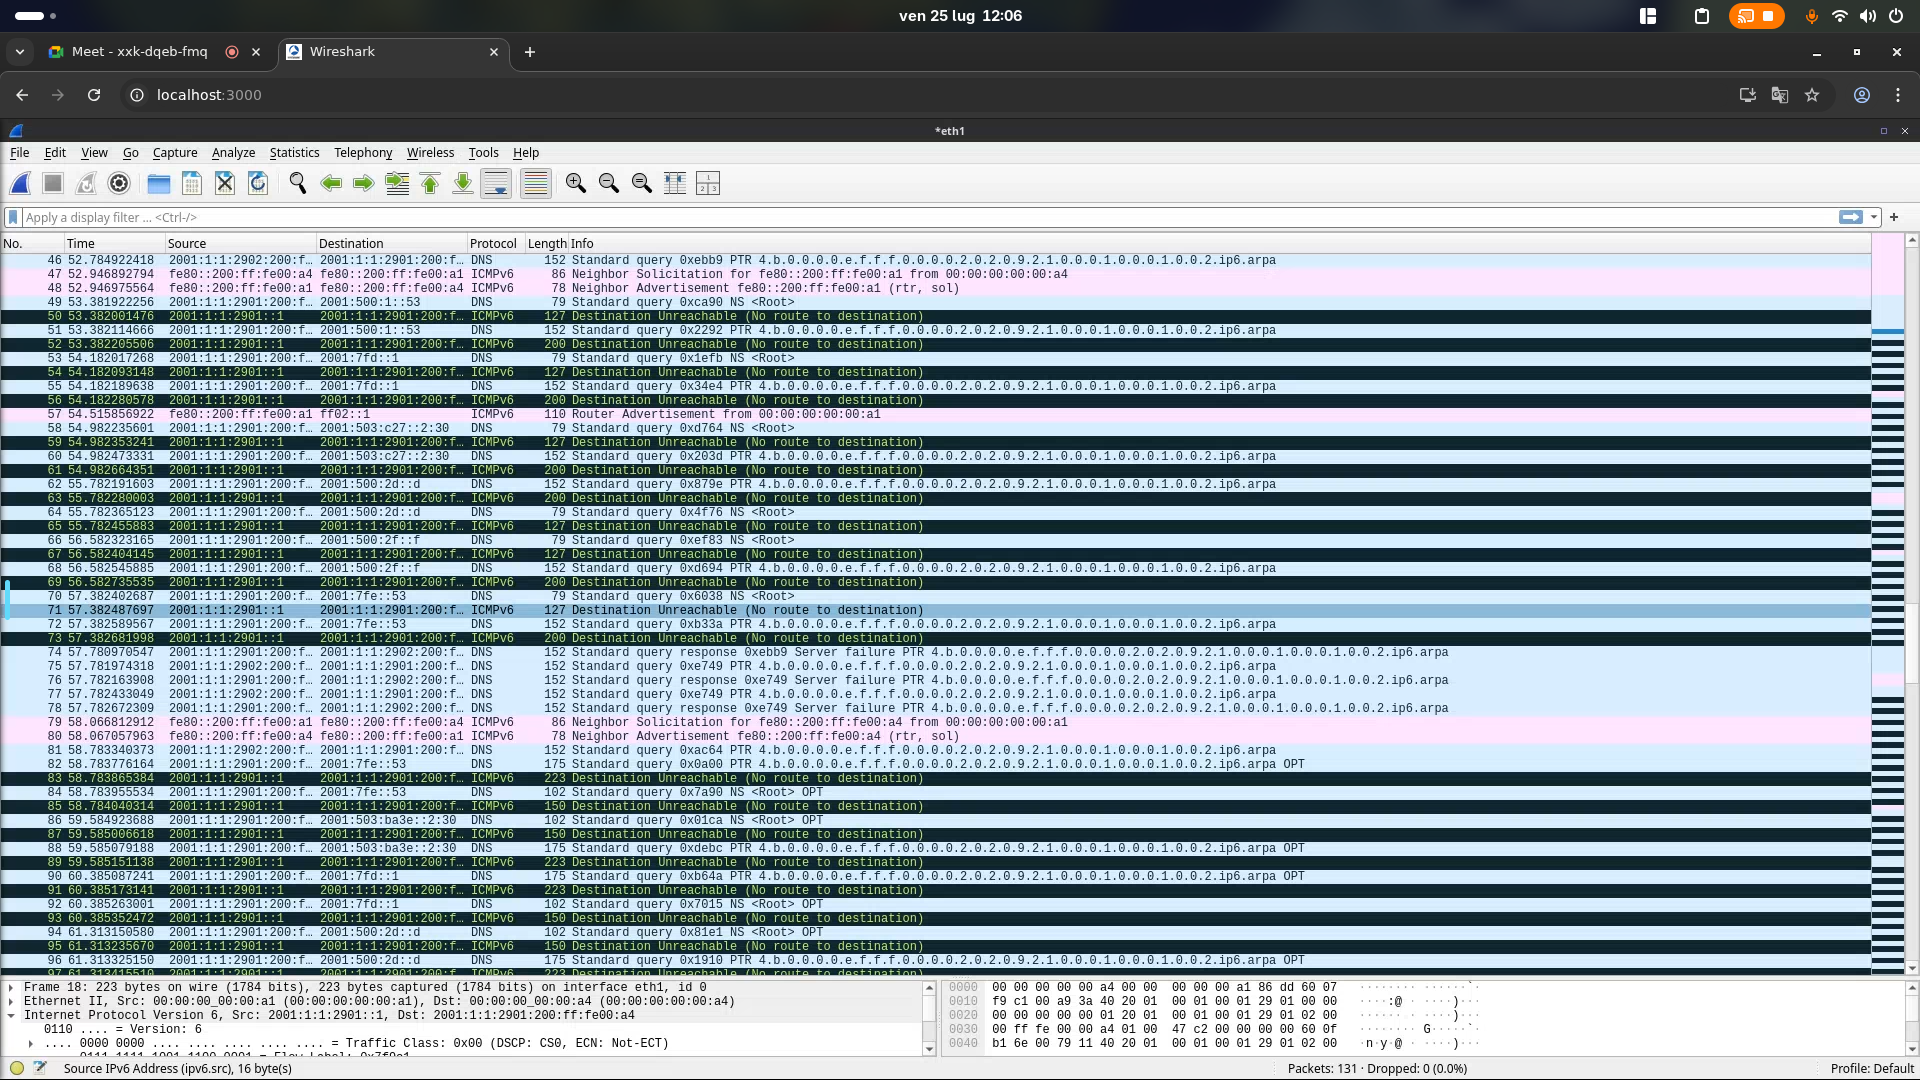 ven 25 lug 12:06
Meet - xxk-dqeb-fmq
Wireshark
localhost:3000
*eth1
File Edit View Go Capture Analyze Statistics Telephony Wireless Tools Help
Apply a display filter ... <Ctrl-/>
No. Time Source Destination Protocol Length Info
46 52.784922418 2001:1:1:2902:200:f… 2001:1:1:2901:200:f… DNS 152 Standard query 0xebb9 PTR 4.b.0.0.0.0.e.f.f.f.0.0.0.0.2.0.2.0.9.2.1.0.0.0.1.0.0.0.1.0.0.2.ip6.arpa
47 52.946892794 fe80::200:ff:fe00:a4 fe80::200:ff:fe00:a1 ICMPv6 86 Neighbor Solicitation for fe80::200:ff:fe00:a1 from 00:00:00:00:00:a4
48 52.946975564 fe80::200:ff:fe00:a1 fe80::200:ff:fe00:a4 ICMPv6 78 Neighbor Advertisement fe80::200:ff:fe00:a1 (rtr, sol)
49 53.381922256 2001:1:1:2901:200:f… 2001:500:1::53 DNS 79 Standard query 0xca90 NS <Root>
50 53.382001476 2001:1:1:2901::1 2001:1:1:2901:200:f… ICMPv6 127 Destination Unreachable (No route to destination)
51 53.382114666 2001:1:1:2901:200:f… 2001:500:1::53 DNS 152 Standard query 0x2292 PTR 4.b.0.0.0.0.e.f.f.f.0.0.0.0.2.0.2.0.9.2.1.0.0.0.1.0.0.0.1.0.0.2.ip6.arpa
52 53.382205506 2001:1:1:2901::1 2001:1:1:2901:200:f… ICMPv6 200 Destination Unreachable (No route to destination)
53 54.182017268 2001:1:1:2901:200:f… 2001:7fd::1 DNS 79 Standard query 0x1efb NS <Root>
54 54.182093148 2001:1:1:2901::1 2001:1:1:2901:200:f… ICMPv6 127 Destination Unreachable (No route to destination)
55 54.182189638 2001:1:1:2901:200:f… 2001:7fd::1 DNS 152 Standard query 0x34e4 PTR 4.b.0.0.0.0.e.f.f.f.0.0.0.0.2.0.2.0.9.2.1.0.0.0.1.0.0.0.1.0.0.2.ip6.arpa
56 54.182280578 2001:1:1:2901::1 2001:1:1:2901:200:f… ICMPv6 200 Destination Unreachable (No route to destination)
57 54.515856922 fe80::200:ff:fe00:a1 ff02::1 ICMPv6 110 Router Advertisement from 00:00:00:00:00:a1
58 54.982235601 2001:1:1:2901:200:f… 2001:503:c27::2:30 DNS 79 Standard query 0xd764 NS <Root>
59 54.982353241 2001:1:1:2901::1 2001:1:1:2901:200:f… ICMPv6 127 Destination Unreachable (No route to destination)
60 54.982473331 2001:1:1:2901:200:f… 2001:503:c27::2:30 DNS 152 Standard query 0x203d PTR 4.b.0.0.0.0.e.f.f.f.0.0.0.0.2.0.2.0.9.2.1.0.0.0.1.0.0.0.1.0.0.2.ip6.arpa
61 54.982664351 2001:1:1:2901::1 2001:1:1:2901:200:f… ICMPv6 200 Destination Unreachable (No route to destination)
62 55.782191603 2001:1:1:2901:200:f… 2001:500:2d::d DNS 152 Standard query 0x879e PTR 4.b.0.0.0.0.e.f.f.f.0.0.0.0.2.0.2.0.9.2.1.0.0.0.1.0.0.0.1.0.0.2.ip6.arpa
63 55.782280003 2001:1:1:2901::1 2001:1:1:2901:200:f… ICMPv6 200 Destination Unreachable (No route to destination)
64 55.782365123 2001:1:1:2901:200:f… 2001:500:2d::d DNS 79 Standard query 0x4f76 NS <Root>
65 55.782455883 2001:1:1:2901::1 2001:1:1:2901:200:f… ICMPv6 127 Destination Unreachable (No route to destination)
66 56.582323165 2001:1:1:2901:200:f… 2001:500:2f::f DNS 79 Standard query 0xef83 NS <Root>
67 56.582404145 2001:1:1:2901::1 2001:1:1:2901:200:f… ICMPv6 127 Destination Unreachable (No route to destination)
68 56.582545885 2001:1:1:2901:200:f… 2001:500:2f::f DNS 152 Standard query 0xd694 PTR 4.b.0.0.0.0.e.f.f.f.0.0.0.0.2.0.2.0.9.2.1.0.0.0.1.0.0.0.1.0.0.2.ip6.arpa
69 56.582735535 2001:1:1:2901::1 2001:1:1:2901:200:f… ICMPv6 200 Destination Unreachable (No route to destination)
70 57.382402687 2001:1:1:2901:200:f… 2001:7fe::53 DNS 79 Standard query 0x6038 NS <Root>
71 57.382487697 2001:1:1:2901::1 2001:1:1:2901:200:f… ICMPv6 127 Destination Unreachable (No route to destination)
72 57.382589567 2001:1:1:2901:200:f… 2001:7fe::53 DNS 152 Standard query 0xb33a PTR 4.b.0.0.0.0.e.f.f.f.0.0.0.0.2.0.2.0.9.2.1.0.0.0.1.0.0.0.1.0.0.2.ip6.arpa
73 57.382681998 2001:1:1:2901::1 2001:1:1:2901:200:f… ICMPv6 200 Destination Unreachable (No route to destination)
74 57.780970547 2001:1:1:2901:200:f… 2001:1:1:2902:200:f… DNS 152 Standard query response 0xebb9 Server failure PTR 4.b.0.0.0.0.e.f.f.f.0.0.0.0.2.0.2.0.9.2.1.0.0.0.1.0.0.0.1.0.0.2.ip6.arpa
75 57.781974318 2001:1:1:2902:200:f… 2001:1:1:2901:200:f… DNS 152 Standard query 0xe749 PTR 4.b.0.0.0.0.e.f.f.f.0.0.0.0.2.0.2.0.9.2.1.0.0.0.1.0.0.0.1.0.0.2.ip6.arpa
76 57.782163908 2001:1:1:2901:200:f… 2001:1:1:2902:200:f… DNS 152 Standard query response 0xe749 Server failure PTR 4.b.0.0.0.0.e.f.f.f.0.0.0.0.2.0.2.0.9.2.1.0.0.0.1.0.0.0.1.0.0.2.ip6.arpa
77 57.782433049 2001:1:1:2902:200:f… 2001:1:1:2901:200:f… DNS 152 Standard query 0xe749 PTR 4.b.0.0.0.0.e.f.f.f.0.0.0.0.2.0.2.0.9.2.1.0.0.0.1.0.0.0.1.0.0.2.ip6.arpa
78 57.782672309 2001:1:1:2901:200:f… 2001:1:1:2902:200:f… DNS 152 Standard query response 0xe749 Server failure PTR 4.b.0.0.0.0.e.f.f.f.0.0.0.0.2.0.2.0.9.2.1.0.0.0.1.0.0.0.1.0.0.2.ip6.arpa
79 58.066812912 fe80::200:ff:fe00:a1 fe80::200:ff:fe00:a4 ICMPv6 86 Neighbor Solicitation for fe80::200:ff:fe00:a4 from 00:00:00:00:00:a1
80 58.067057963 fe80::200:ff:fe00:a4 fe80::200:ff:fe00:a1 ICMPv6 78 Neighbor Advertisement fe80::200:ff:fe00:a4 (rtr, sol)
81 58.783340373 2001:1:1:2902:200:f… 2001:1:1:2901:200:f… DNS 152 Standard query 0xac64 PTR 4.b.0.0.0.0.e.f.f.f.0.0.0.0.2.0.2.0.9.2.1.0.0.0.1.0.0.0.1.0.0.2.ip6.arpa
82 58.783776164 2001:1:1:2901:200:f… 2001:7fe::53 DNS 175 Standard query 0x0a00 PTR 4.b.0.0.0.0.e.f.f.f.0.0.0.0.2.0.2.0.9.2.1.0.0.0.1.0.0.0.1.0.0.2.ip6.arpa OPT
83 58.783865384 2001:1:1:2901::1 2001:1:1:2901:200:f… ICMPv6 223 Destination Unreachable (No route to destination)
84 58.783955534 2001:1:1:2901:200:f… 2001:7fe::53 DNS 102 Standard query 0x7a90 NS <Root> OPT
85 58.784040314 2001:1:1:2901::1 2001:1:1:2901:200:f… ICMPv6 150 Destination Unreachable (No route to destination)
86 59.584923688 2001:1:1:2901:200:f… 2001:503:ba3e::2:30 DNS 102 Standard query 0x01ca NS <Root> OPT
87 59.585006618 2001:1:1:2901::1 2001:1:1:2901:200:f… ICMPv6 150 Destination Unreachable (No route to destination)
88 59.585079188 2001:1:1:2901:200:f… 2001:503:ba3e::2:30 DNS 175 Standard query 0xdebc PTR 4.b.0.0.0.0.e.f.f.f.0.0.0.0.2.0.2.0.9.2.1.0.0.0.1.0.0.0.1.0.0.2.ip6.arpa OPT
89 59.585151138 2001:1:1:2901::1 2001:1:1:2901:200:f… ICMPv6 223 Destination Unreachable (No route to destination)
90 60.385087241 2001:1:1:2901:200:f… 2001:7fd::1 DNS 175 Standard query 0xb64a PTR 4.b.0.0.0.0.e.f.f.f.0.0.0.0.2.0.2.0.9.2.1.0.0.0.1.0.0.0.1.0.0.2.ip6.arpa OPT
91 60.385173141 2001:1:1:2901::1 2001:1:1:2901:200:f… ICMPv6 223 Destination Unreachable (No route to destination)
92 60.385263001 2001:1:1:2901:200:f… 2001:7fd::1 DNS 102 Standard query 0x7015 NS <Root> OPT
93 60.385352472 2001:1:1:2901::1 2001:1:1:2901:200:f… ICMPv6 150 Destination Unreachable (No route to destination)
94 61.313150580 2001:1:1:2901:200:f… 2001:500:2d::d DNS 102 Standard query 0x81e1 NS <Root> OPT
95 61.313235670 2001:1:1:2901::1 2001:1:1:2901:200:f… ICMPv6 150 Destination Unreachable (No route to destination)
96 61.313325150 2001:1:1:2901:200:f… 2001:500:2d::d DNS 175 Standard query 0x1910 PTR 4.b.0.0.0.0.e.f.f.f.0.0.0.0.2.0.2.0.9.2.1.0.0.0.1.0.0.0.1.0.0.2.ip6.arpa OPT
97 61.313415510 2001:1:1:2901::1 2001:1:1:2901:200:f… ICMPv6 223 Destination Unreachable (No route to destination)
Frame 18: 223 bytes on wire (1784 bits), 223 bytes captured (1784 bits) on interface eth1, id 0
Ethernet II, Src: 00:00:00_00:00:a1 (00:00:00:00:00:a1), Dst: 00:00:00_00:00:a4 (00:00:00:00:00:a4)
Internet Protocol Version 6, Src: 2001:1:1:2901::1, Dst: 2001:1:1:2901:200:ff:fe00:a4
0110 .... = Version: 6
.... 0000 0000 .... .... .... .... .... = Traffic Class: 0x00 (DSCP: CS0, ECN: Not-ECT)
0000 00 00 00 00 00 a4 00 00 00 00 00 a1 86 dd 60 07 ········ ······`·
0010 f9 c1 00 a9 3a 40 20 01 00 01 00 01 29 01 00 00 ····:@ · ····)···
0020 00 00 00 00 00 01 20 01 00 01 00 01 29 01 02 00 ······ · ····)···
0030 00 ff fe 00 00 a4 01 00 47 c2 00 00 00 00 60 0f ········ G·····`·
0040 b1 6e 00 79 11 40 20 01 00 01 00 01 29 01 02 00 ·n·y·@ · ····)···
Source IPv6 Address (ipv6.src), 16 byte(s)
Packets: 131 · Dropped: 0 (0.0%)
Profile: Default